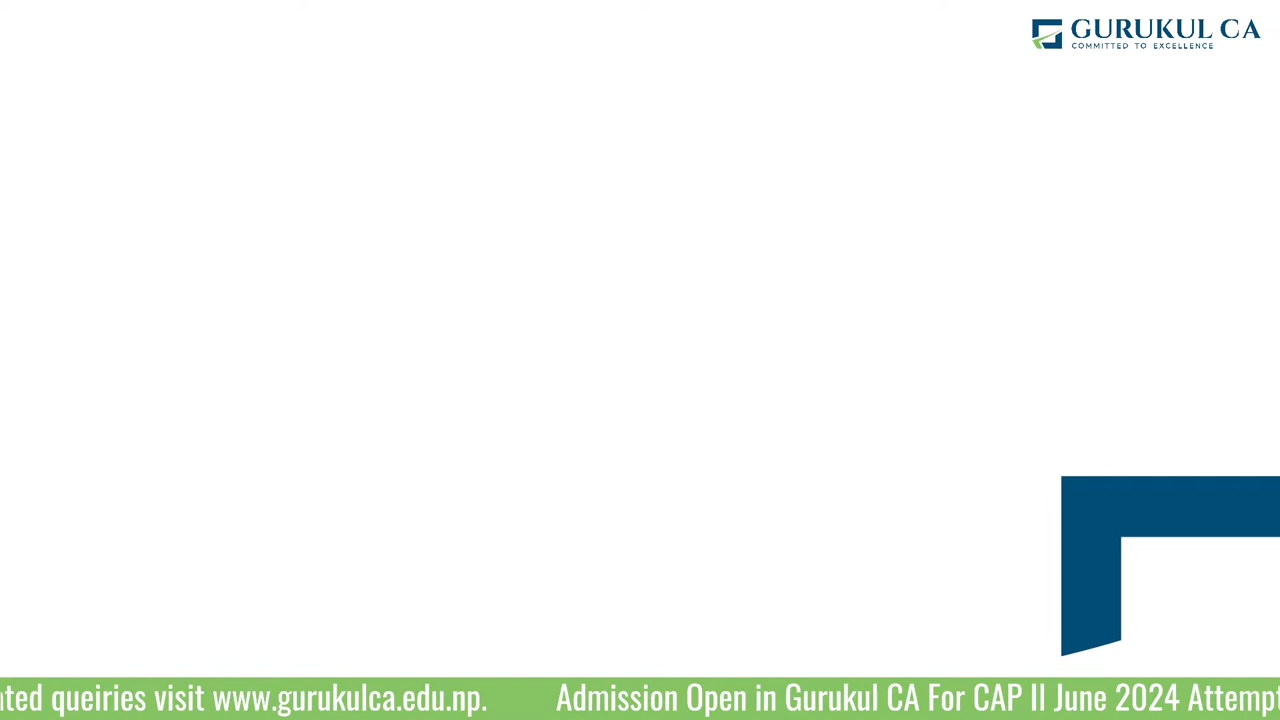 GURUKUL CA
COMMITTED TO EXCELLENCE
queiries visit www.gurukulca.edu.np. Admission Open in Gurukul CA For CAP II June 2024